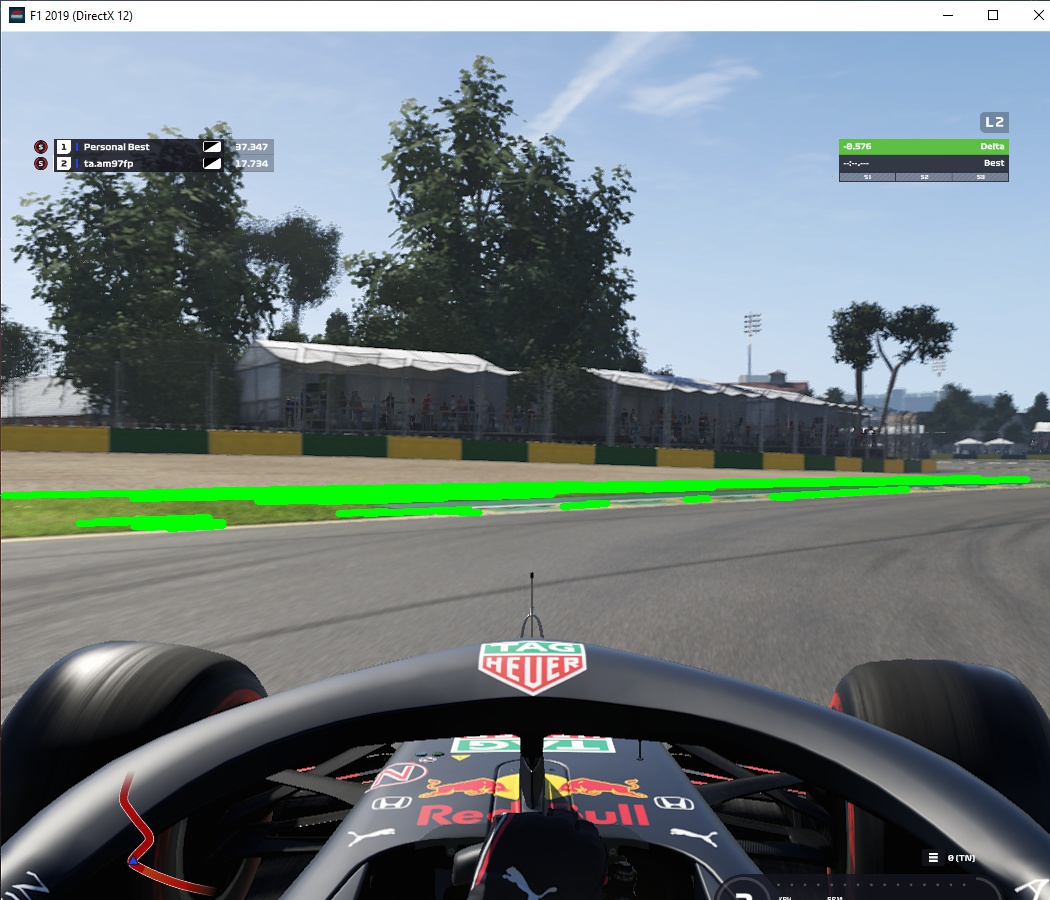 F1 2019 (DirectX 12)
L2
S 1 Personal Best 37.347
S 2 ta.am97fp 17.734
-0.576 Delta
--:--.--- Best
S1 S2 S3
TAG
HEUER
TAG
Red Bull
0 (TN)